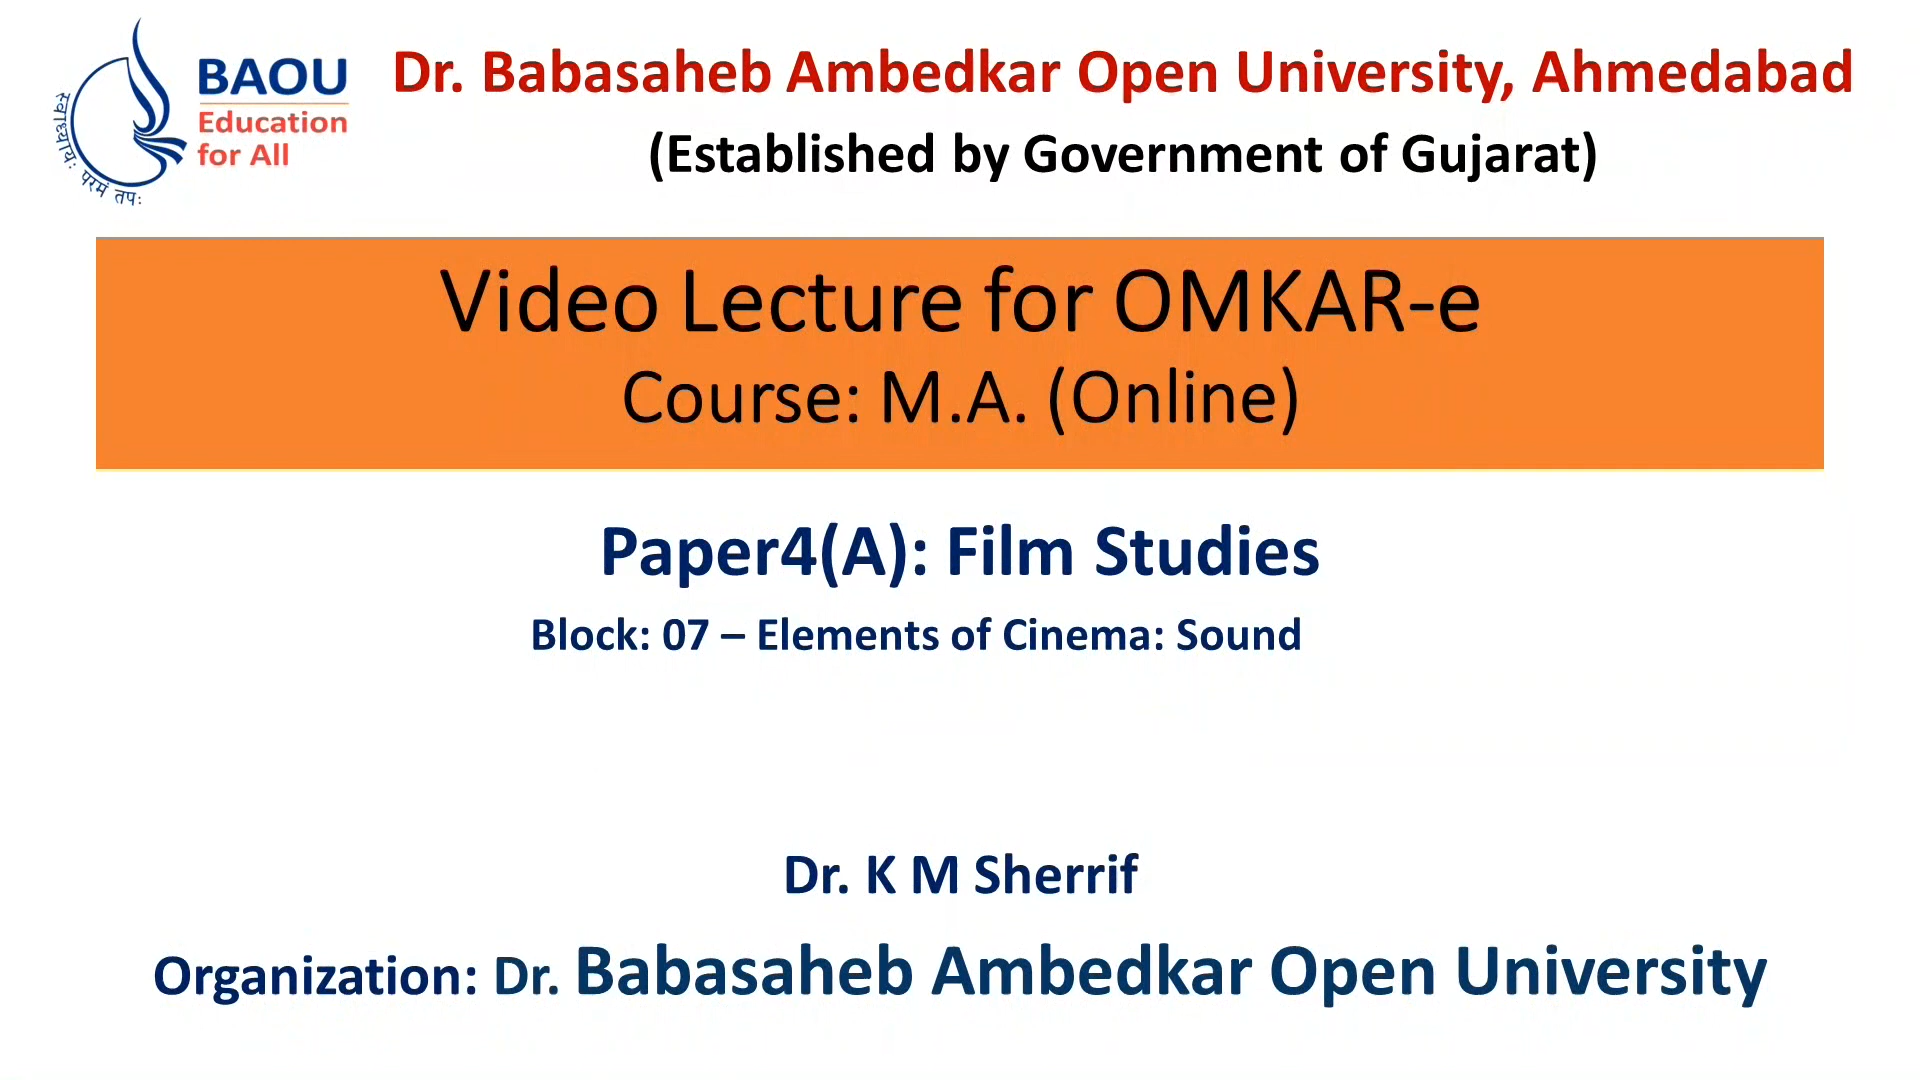 BAOU
Education
for All
स्वाध्यायः परमं तपः
Dr. Babasaheb Ambedkar Open University, Ahmedabad
(Established by Government of Gujarat)
Video Lecture for OMKAR-e
Course: M.A. (Online)
Paper4(A): Film Studies
Block: 07 – Elements of Cinema: Sound
Dr. K M Sherrif
Organization: Dr. Babasaheb Ambedkar Open University